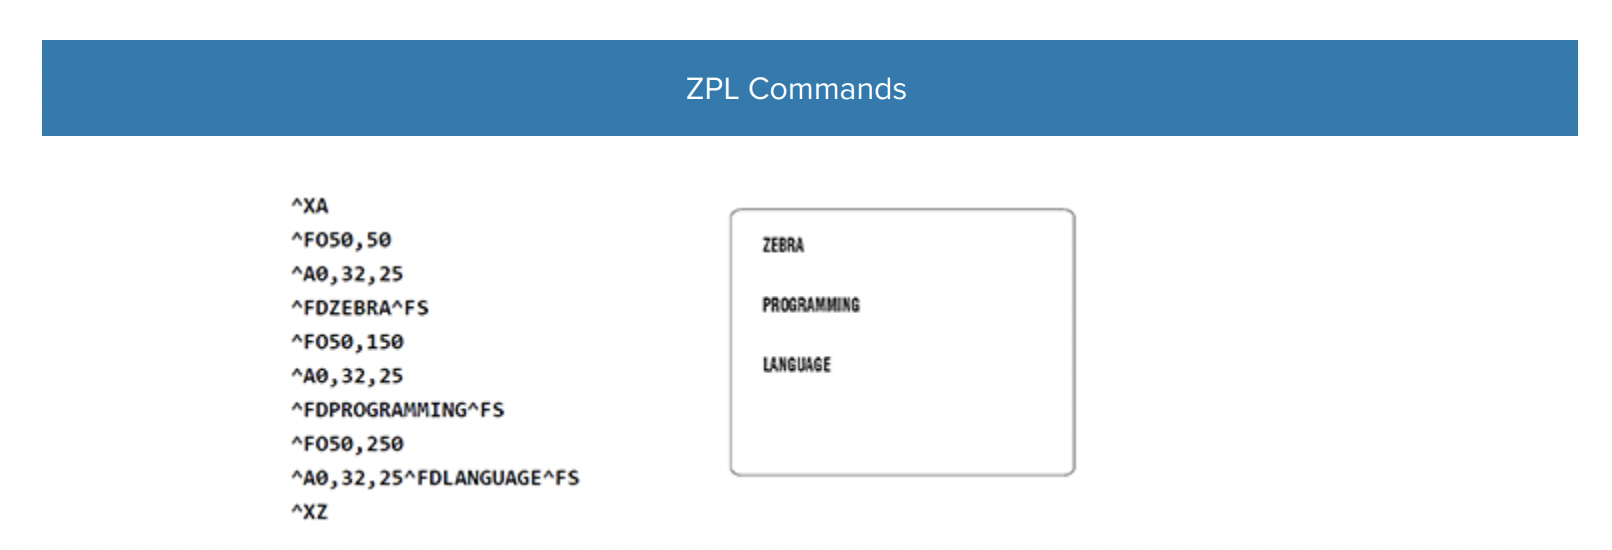 ZPL Commands
^XA
^FO50,50
^A0,32,25
^FDZEBRA^FS
^FO50,150
^A0,32,25
^FDPROGRAMMING^FS
^FO50,250
^A0,32,25^FDLANGUAGE^FS
^XZ
ZEBRA
PROGRAMMING
LANGUAGE